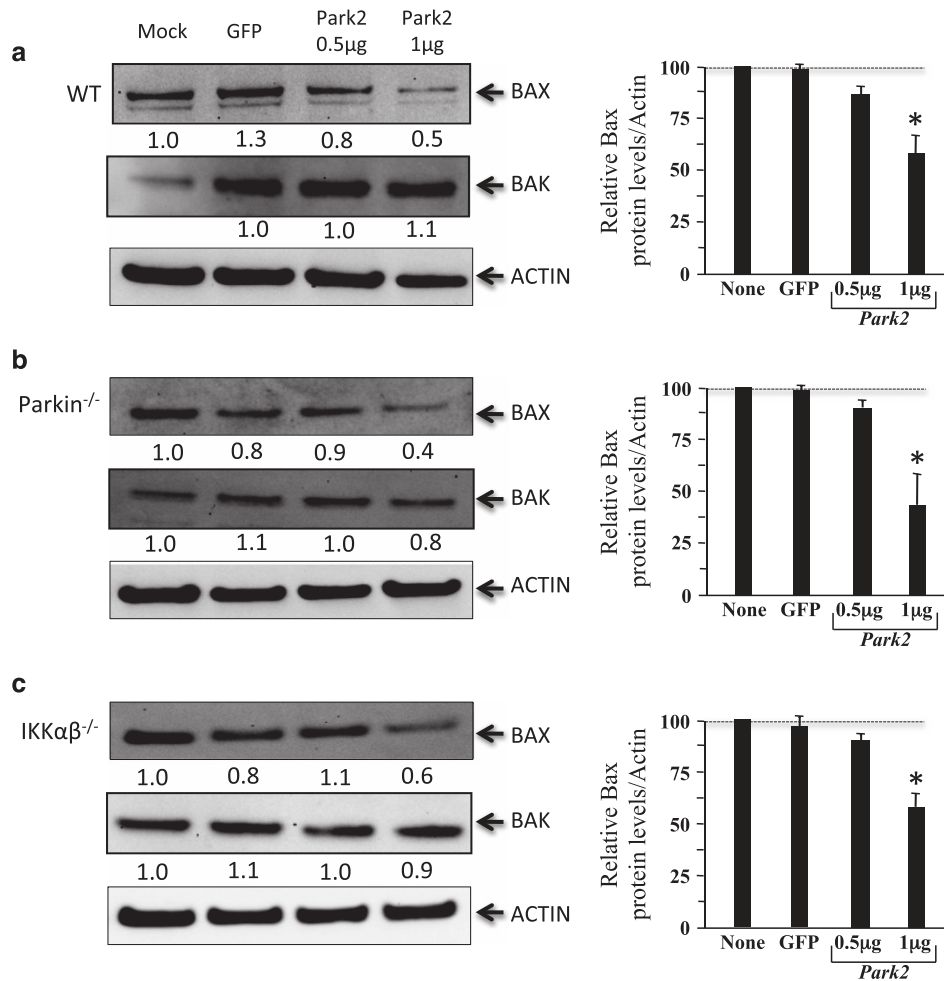 Mock GFP Park2 0.5µg Park2 1µg
a
WT
BAX
1.0 1.3 0.8 0.5
BAK
1.0 1.0 1.1
ACTIN
Relative Bax
protein levels/Actin
100
75
50
25
0
*
None GFP 0.5µg 1µg
Park2
b
Parkin-/-
BAX
1.0 0.8 0.9 0.4
BAK
1.0 1.1 1.0 0.8
ACTIN
Relative Bax
protein levels/Actin
100
75
50
25
0
*
None GFP 0.5µg 1µg
Park2
c
IKKαβ-/-
BAX
1.0 0.8 1.1 0.6
BAK
1.0 1.1 1.0 0.9
ACTIN
Relative Bax
protein levels/Actin
100
75
50
25
0
*
None GFP 0.5µg 1µg
Park2